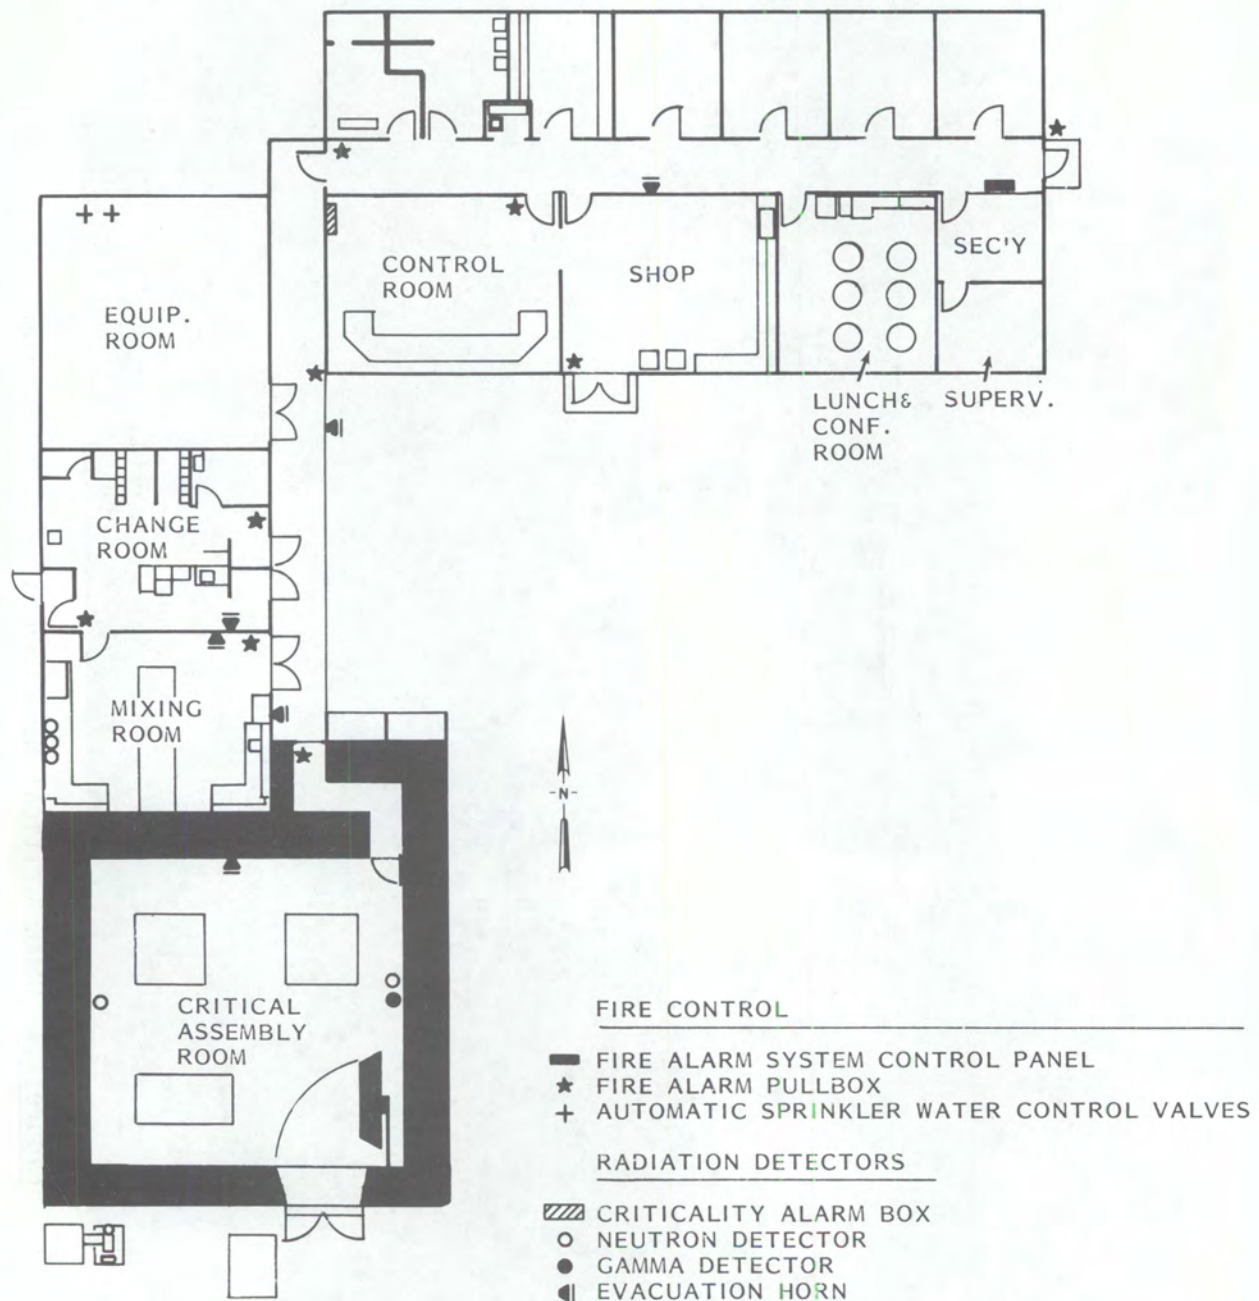 CONTROL
ROOM
SHOP
SEC'Y
EQUIP.
ROOM
LUNCH&
CONF.
ROOM
SUPERV.
CHANGE
ROOM
MIXING
ROOM
-N-
CRITICAL
ASSEMBLY
ROOM
FIRE CONTROL
FIRE ALARM SYSTEM CONTROL PANEL
FIRE ALARM PULLBOX
AUTOMATIC SPRINKLER WATER CONTROL VALVES
RADIATION DETECTORS
CRITICALITY ALARM BOX
NEUTRON DETECTOR
GAMMA DETECTOR
EVACUATION HORN